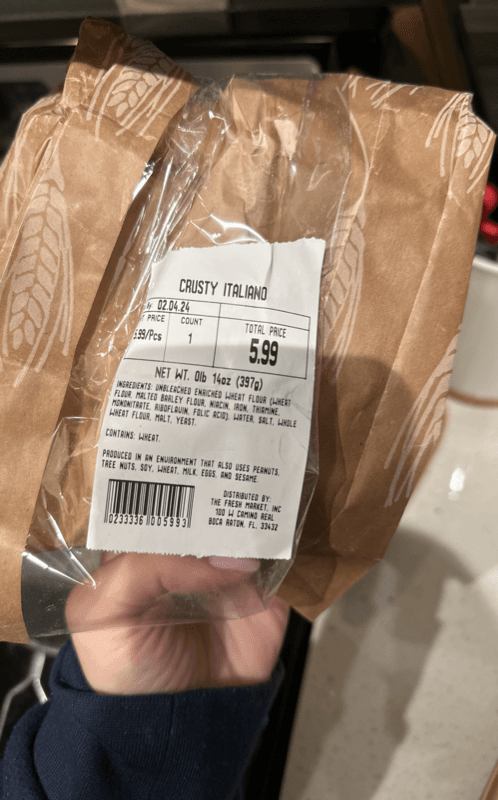 CRUSTY ITALIANO
02.04.24
PRICE COUNT TOTAL PRICE
.99/Pcs 1 5.99
NET WT. 0lb 14oz (397g)
INGREDIENTS: UNBLEACHED ENRICHED WHEAT FLOUR (WHEAT
FLOUR, MALTED BARLEY FLOUR, NIACIN, IRON, THIAMINE
MONONITRATE, RIBOFLAVIN, FOLIC ACID), WATER, SALT, WHOLE
WHEAT FLOUR, MALT, YEAST.
CONTAINS: WHEAT.
PRODUCED IN AN ENVIRONMENT THAT ALSO USES PEANUTS,
TREE NUTS, SOY, WHEAT, MILK, EGGS, AND SESAME.
0233336 005993
DISTRIBUTED BY:
THE FRESH MARKET, INC
100 W CAMINO REAL
BOCA RATON, FL, 33432